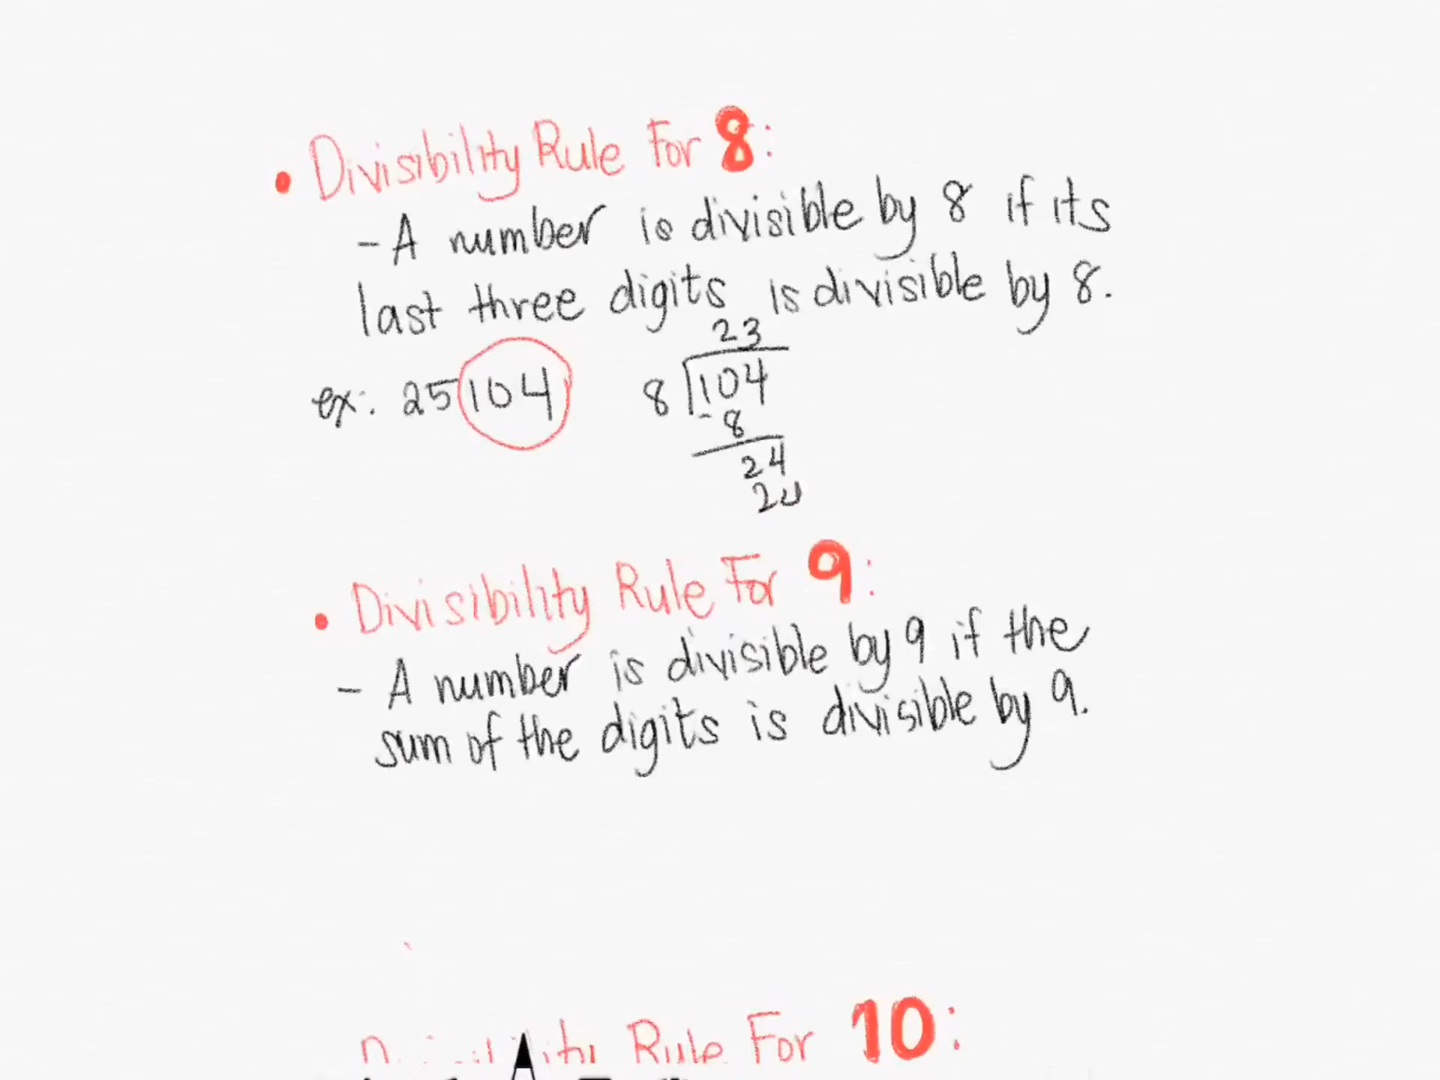 • Divisibility Rule For 8:
- A number is divisible by 8 if its
last three digits is divisible by 8.
23
ex: 25104 8 104
- 8
24
24
• Divisibility Rule For 9:
- A number is divisible by 9 if the
sum of the digits is divisible by 9.
Rule For 10: